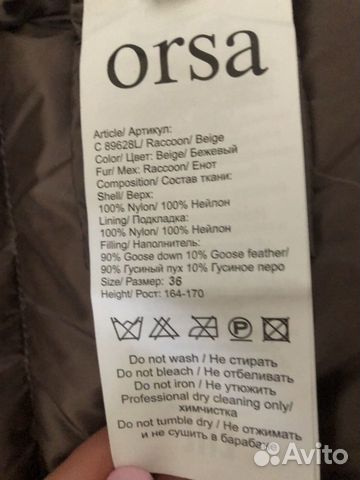 orsa
Article/ Артикул:
C 89628L/ Raccoon/ Beige
Color/ Цвет: Beige/ Бежевый
Fur/ Мех: Raccoon/ Енот
Composition/ Состав ткани:
Shell/ Верх:
100% Nylon/ 100% Нейлон
Lining/ Подкладка:
100% Nylon/ 100% Нейлон
Filling/ Наполнитель:
90% Goose down 10% Goose feather/
90% Гусиный пух 10% Гусиное перо
Size/ Размер: 36
Height/ Рост: 164-170
P
Do not wash / Не стирать
Do not bleach / Не отбеливать
Do not iron / Не утюжить
Professional dry cleaning only/
химчистка
Do not tumble dry / Не отжимать
и не сушить в барабах
Avito